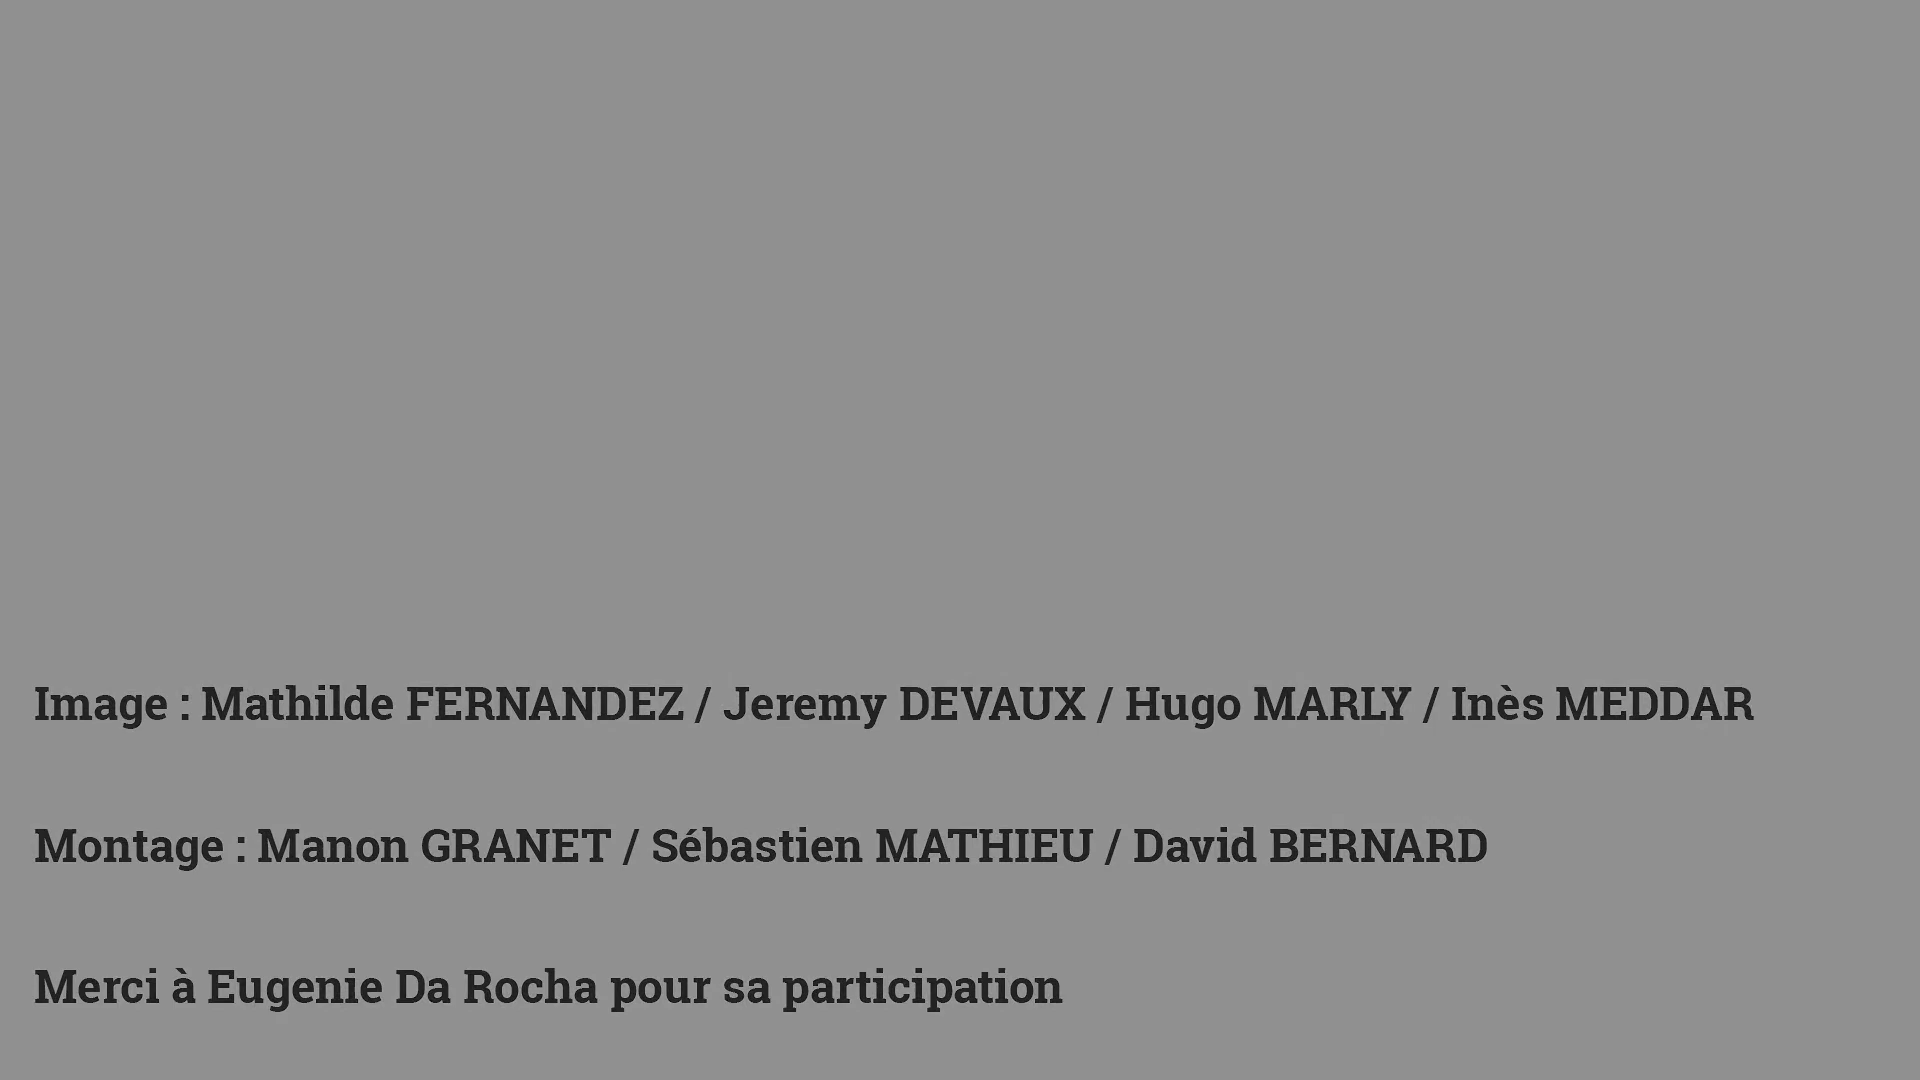 Image : Mathilde FERNANDEZ / Jeremy DEVAUX / Hugo MARLY / Inès MEDDAR
Montage : Manon GRANET / Sébastien MATHIEU / David BERNARD
Merci à Eugenie Da Rocha pour sa participation